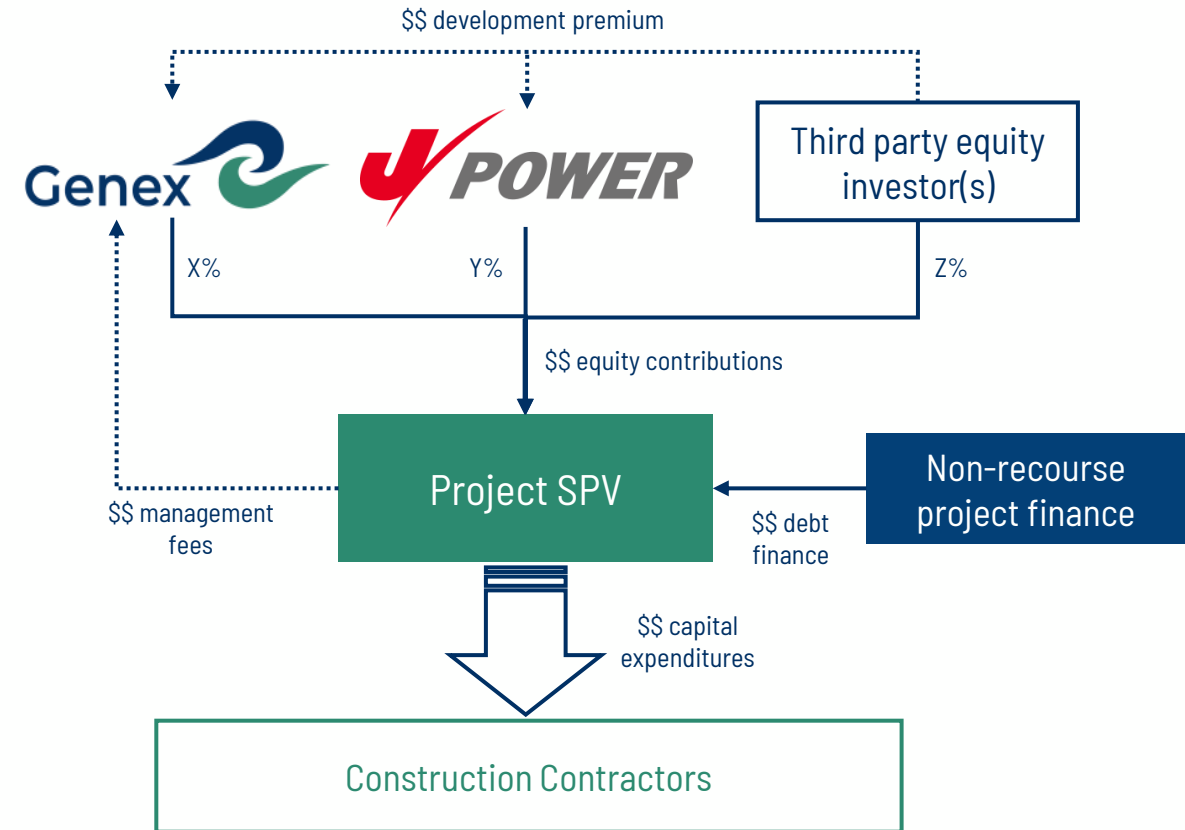 $$ development premium
Genex
J POWER
Third party equity
investor(s)
X%
Y%
Z%
$$ equity contributions
Project SPV
Non-recourse
project finance
$$ management
fees
$$ debt
finance
$$ capital
expenditures
Construction Contractors